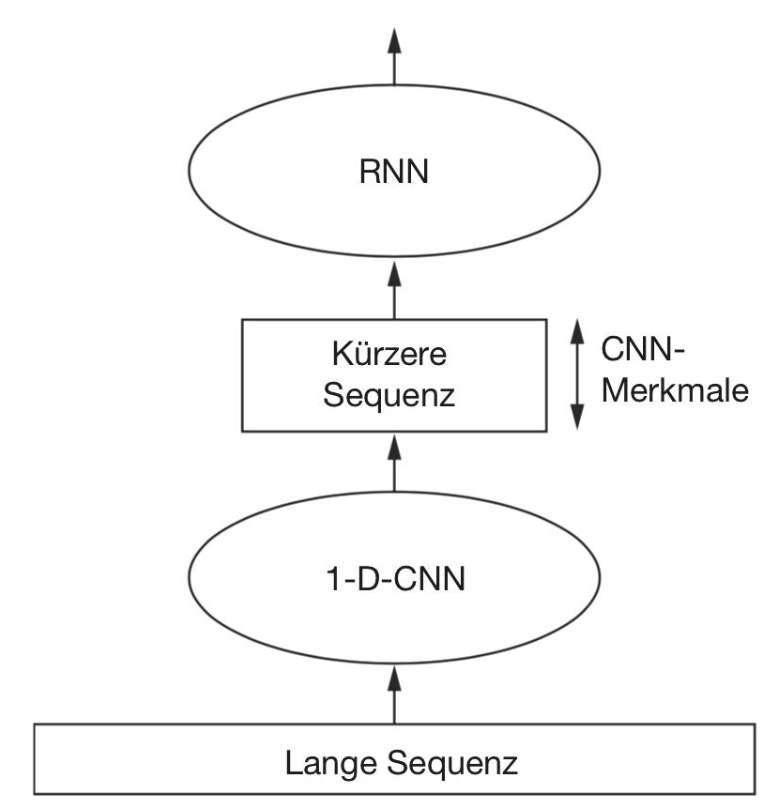 RNN
Kürzere
Sequenz
CNN-
Merkmale
1-D-CNN
Lange Sequenz